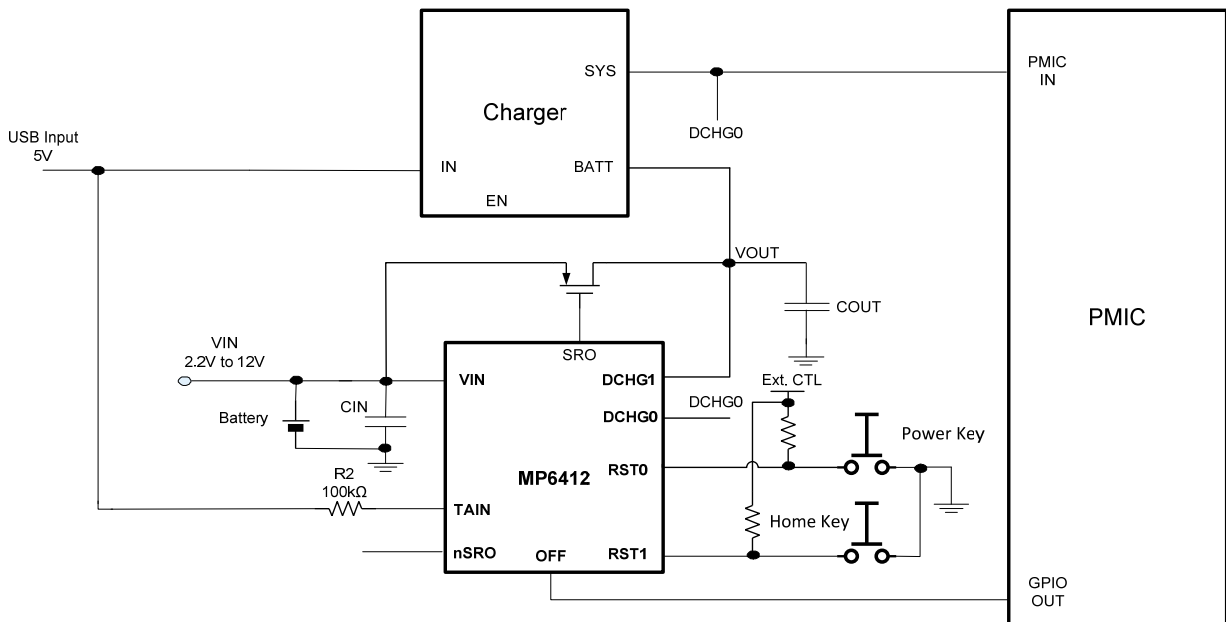 SYS
PMIC
IN
Charger
DCHG0
USB Input
5V
IN
BATT
EN
VOUT
COUT
PMIC
SRO
VIN
2.2V to 12V
VIN
DCHG1
Ext. CTL
CIN
DCHG0
DCHG0
Battery
Power Key
RST0
MP6412
R2
100kΩ
TAIN
Home Key
nSRO
OFF
RST1
GPIO
OUT